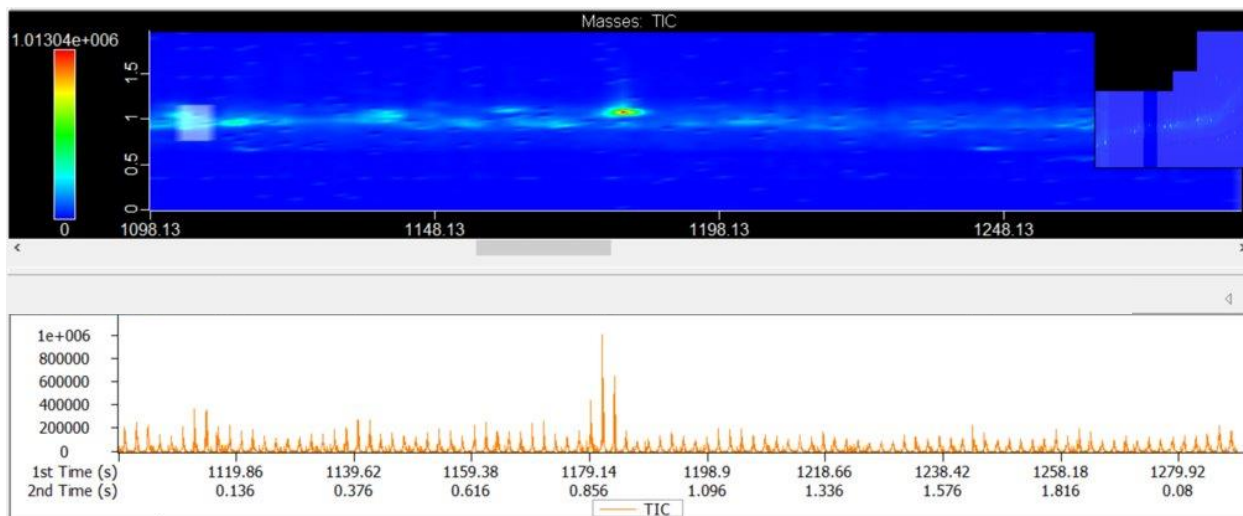 Masses: TIC
1.01304e+006
0
1.5
1
0.5
0
1098.13 1148.13 1198.13 1248.13
1e+006
800000
600000
400000
200000
0
1st Time (s) 1119.86 1139.62 1159.38 1179.14 1198.9 1218.66 1238.42 1258.18 1279.92
2nd Time (s) 0.136 0.376 0.616 0.856 1.096 1.336 1.576 1.816 0.08
TIC